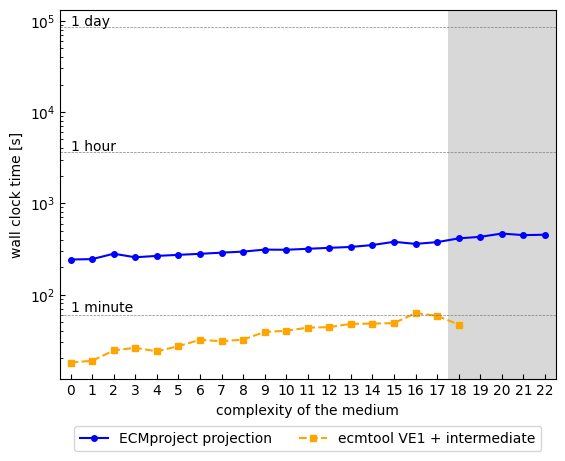 10^5
1 day
10^4
1 hour
10^3
10^2
1 minute
wall clock time [s]
0 1 2 3 4 5 6 7 8 9 10 11 12 13 14 15 16 17 18 19 20 21 22
complexity of the medium
ECMproject projection
ecmtool VE1 + intermediate